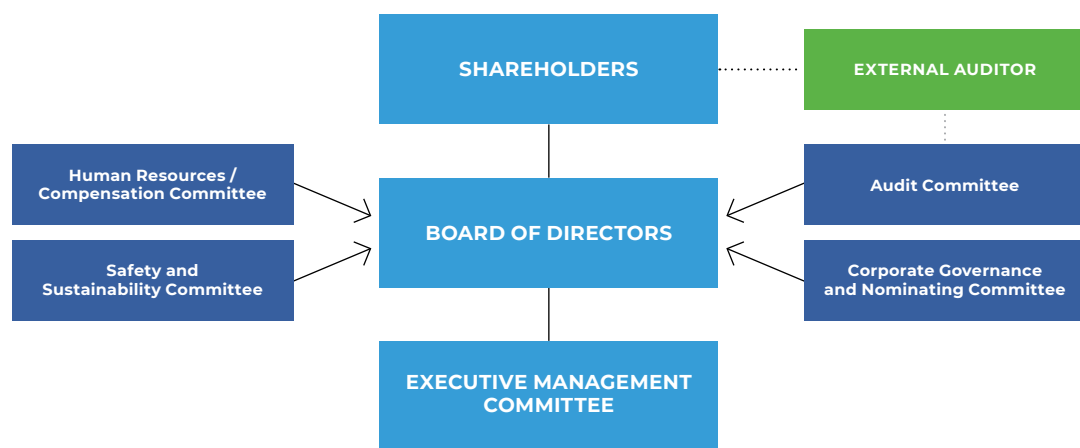 SHAREHOLDERS
EXTERNAL AUDITOR
Human Resources /
Compensation Committee
Audit Committee
BOARD OF DIRECTORS
Safety and
Sustainability Committee
Corporate Governance
and Nominating Committee
EXECUTIVE MANAGEMENT
COMMITTEE